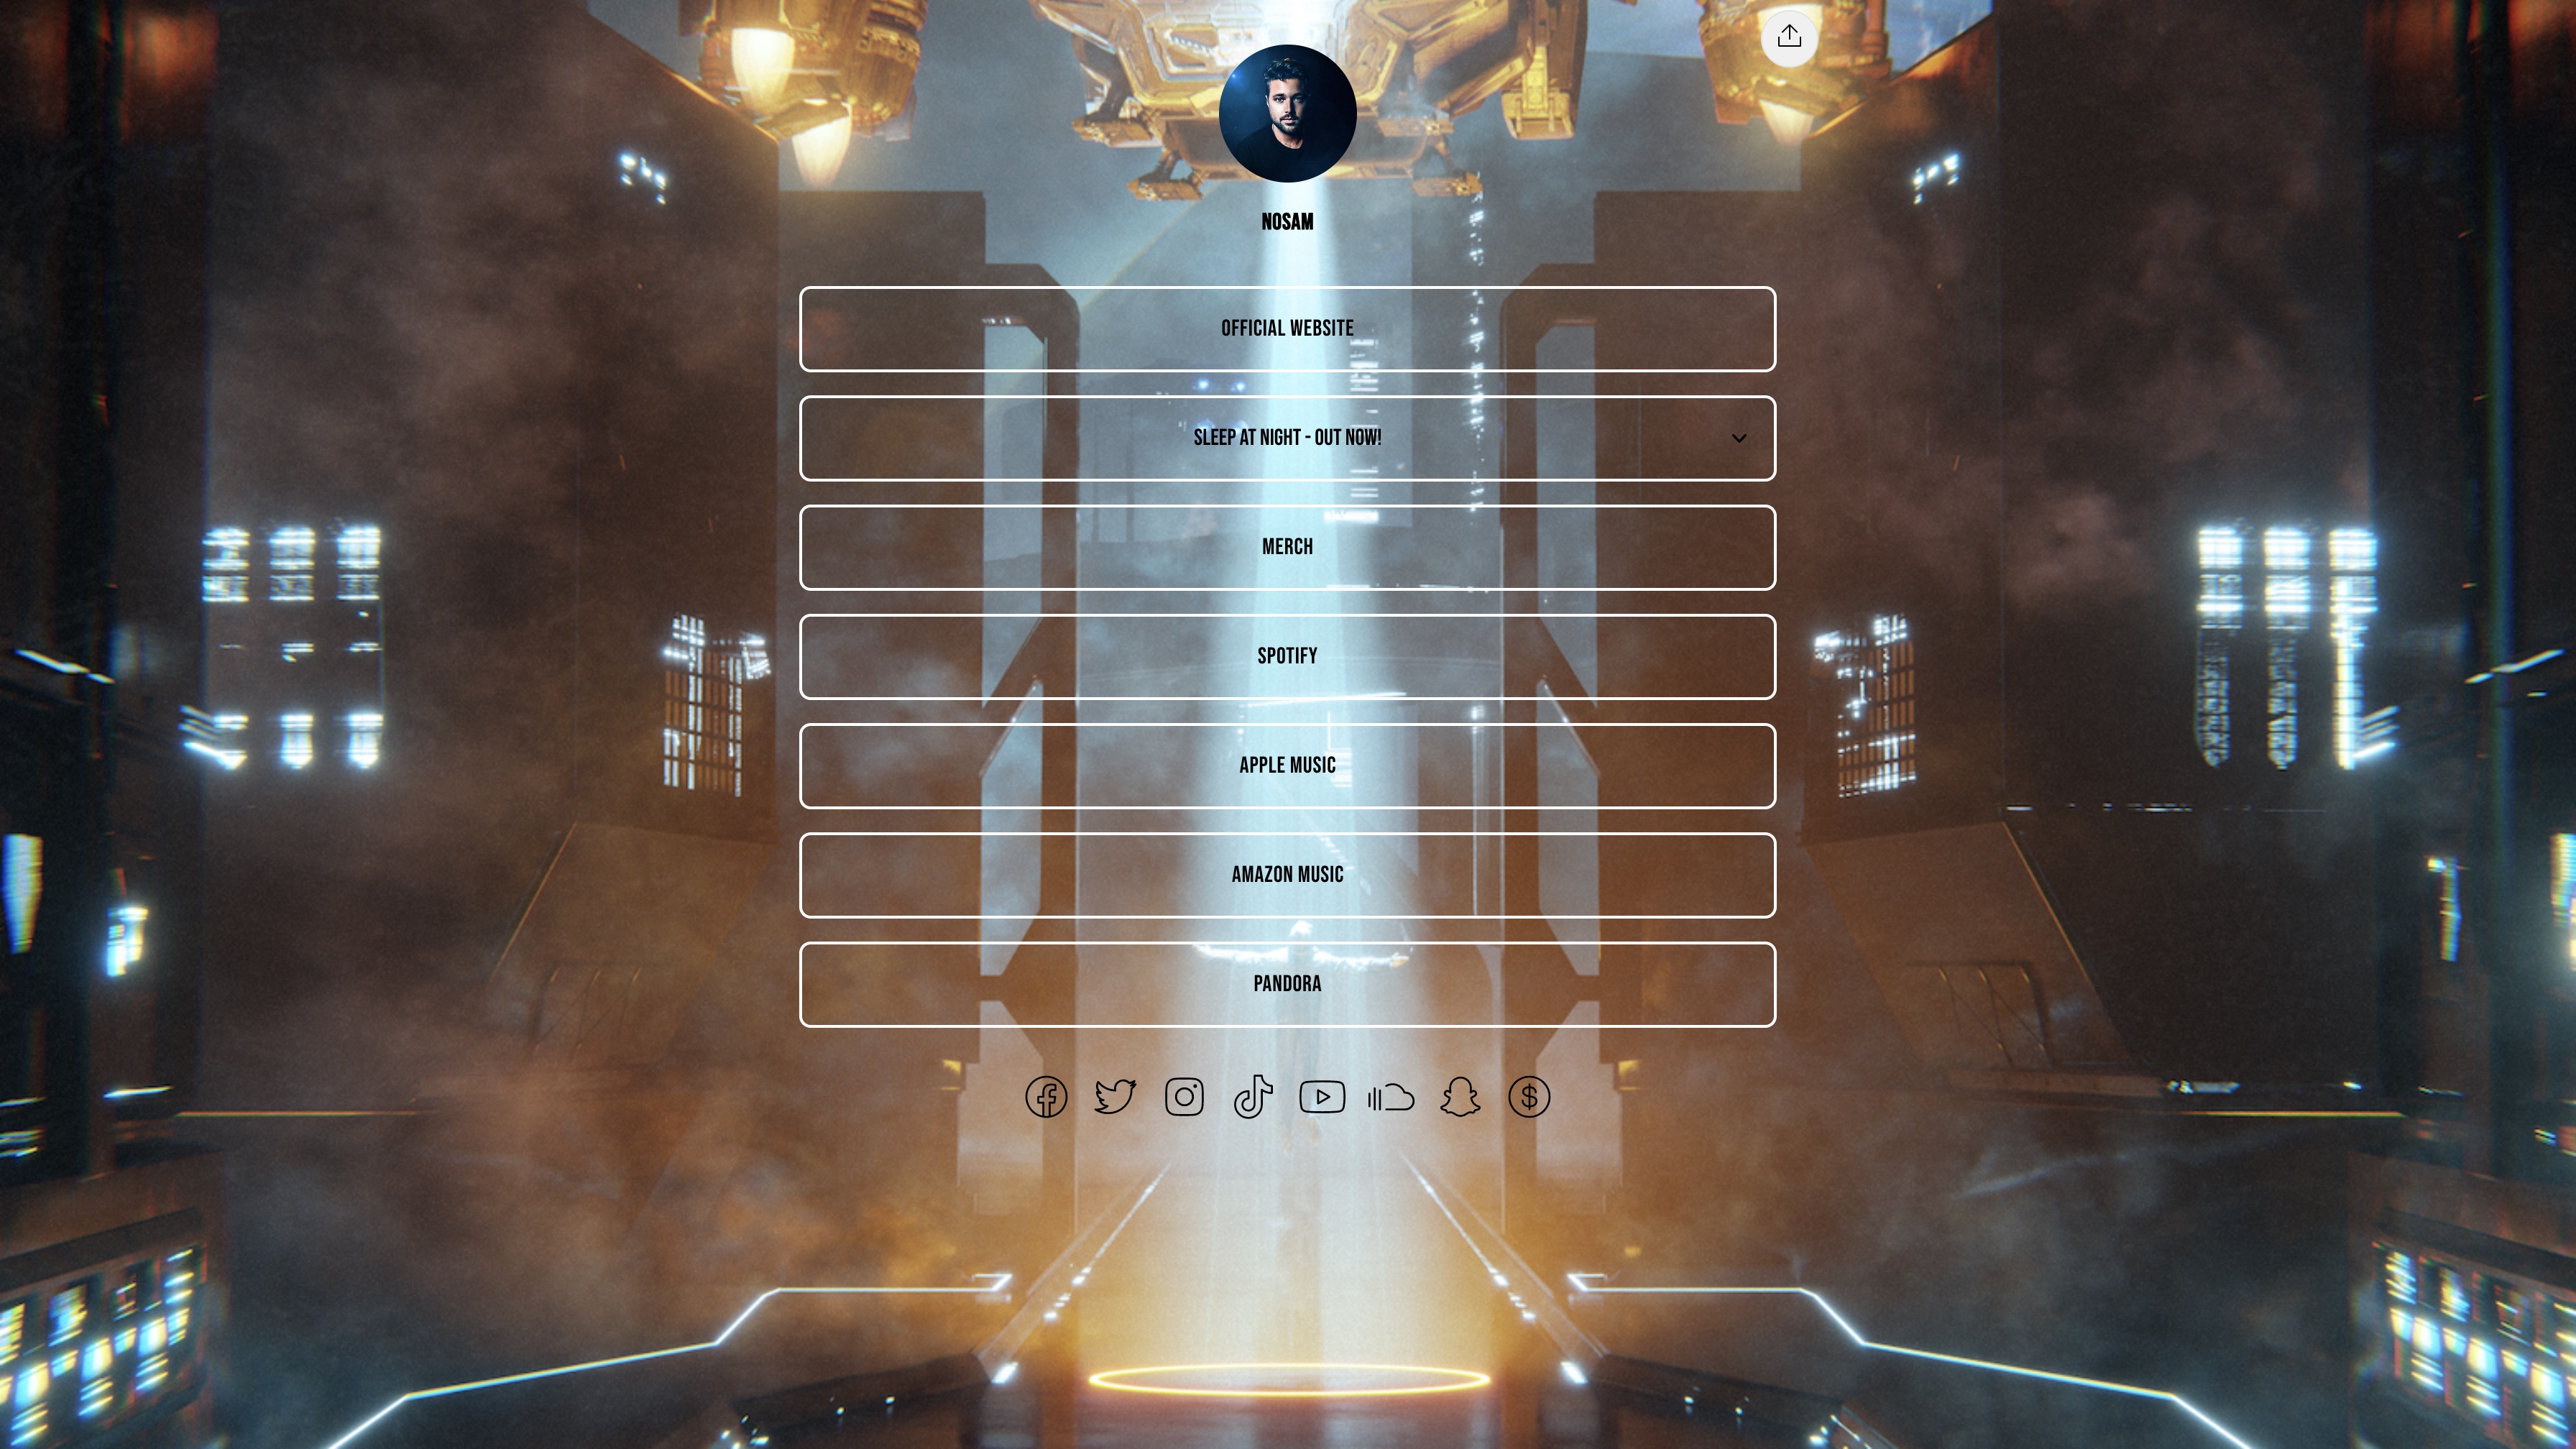 NOSAM
OFFICIAL WEBSITE
SLEEP AT NIGHT - OUT NOW!
MERCH
SPOTIFY
APPLE MUSIC
AMAZON MUSIC
PANDORA